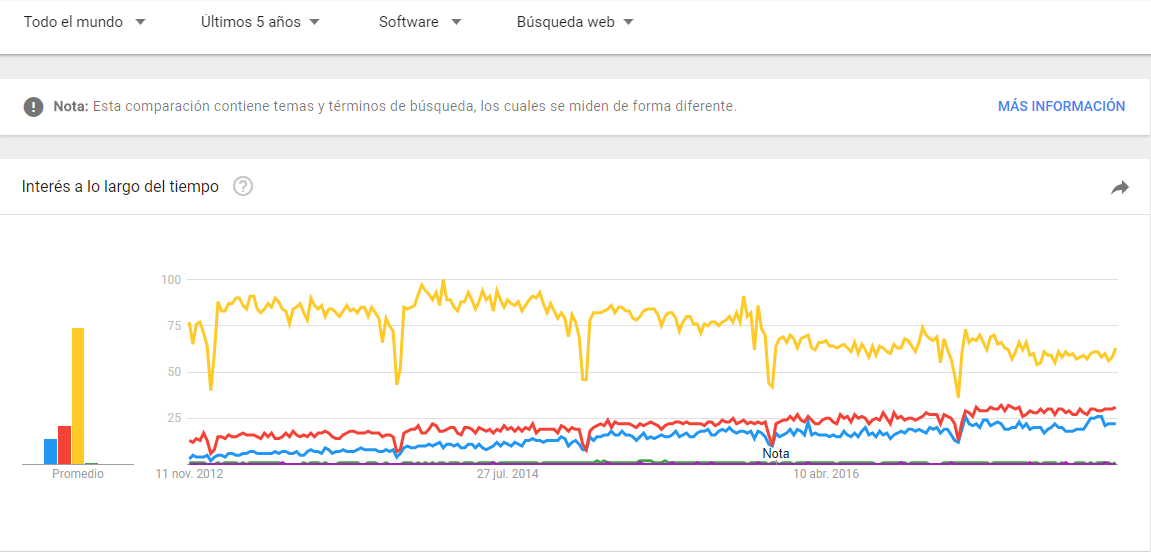 Todo el mundo Últimos 5 años Software Búsqueda web
Nota: Esta comparación contiene temas y términos de búsqueda, los cuales se miden de forma diferente. MÁS INFORMACIÓN
Interés a lo largo del tiempo ?
100
75
50
25
Nota
Promedio 11 nov. 2012 27 jul. 2014 10 abr. 2016